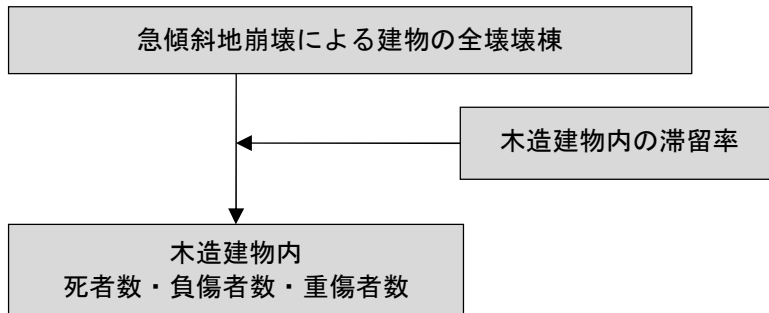 急傾斜地崩壊による建物の全壊壊棟
木造建物内の滞留率
木造建物内
死者数・負傷者数・重傷者数